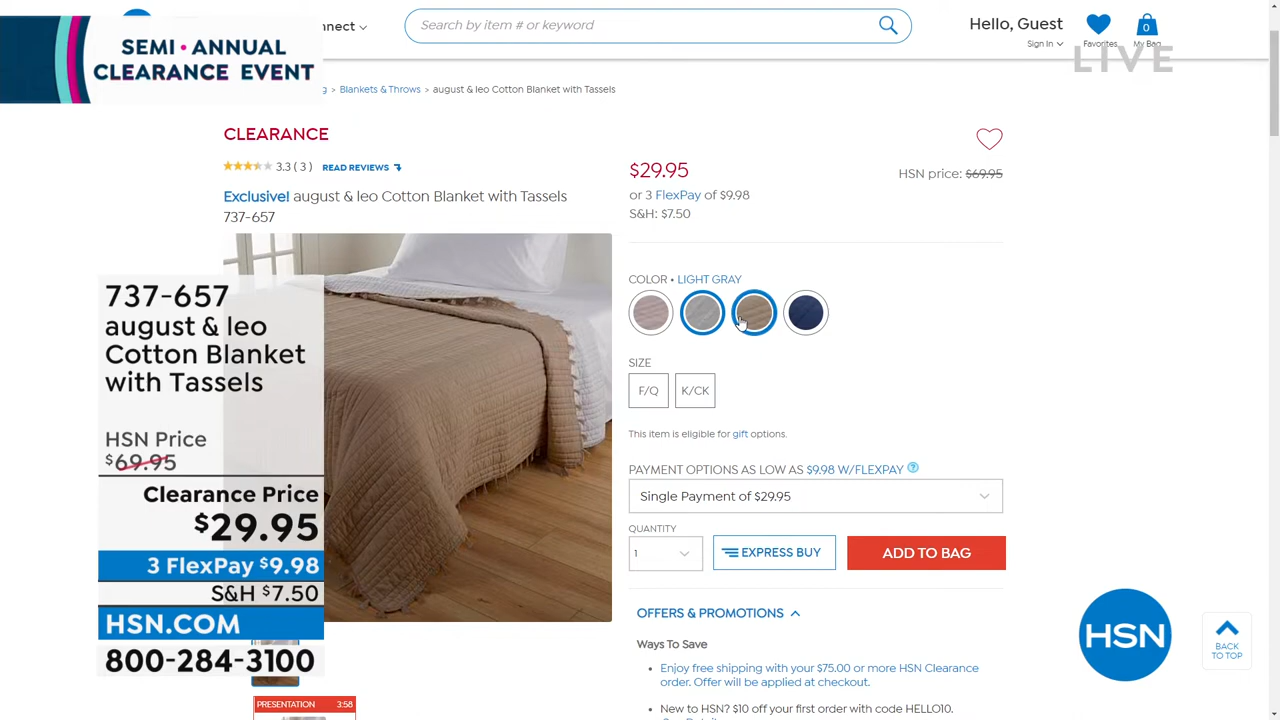 SEMI • ANNUAL
CLEARANCE EVENT
nnect
Search by item # or keyword
Hello, Guest
Sign In
Favorites
0
My Bag
LIVE
g > Blankets & Throws > august & leo Cotton Blanket with Tassels
CLEARANCE
3.3 ( 3 ) READ REVIEWS
Exclusive! august & leo Cotton Blanket with Tassels
737-657
$29.95
HSN price: $69.95
or 3 FlexPay of $9.98
S&H: $7.50
COLOR • LIGHT GRAY
SIZE
F/Q K/CK
This item is eligible for gift options.
PAYMENT OPTIONS AS LOW AS $9.98 W/FLEXPAY ?
Single Payment of $29.95
QUANTITY
1
EXPRESS BUY
ADD TO BAG
OFFERS & PROMOTIONS
Ways To Save
• Enjoy free shipping with your $75.00 or more HSN Clearance
order. Offer will be applied at checkout.
• New to HSN? $10 off your first order with code HELLO10.
737-657
august & leo
Cotton Blanket
with Tassels
HSN Price
$69.95
Clearance Price
$29.95
3 FlexPay $9.98
S&H $7.50
HSN.COM
800-284-3100
PRESENTATION 3:58
HSN
BACK
TO TOP